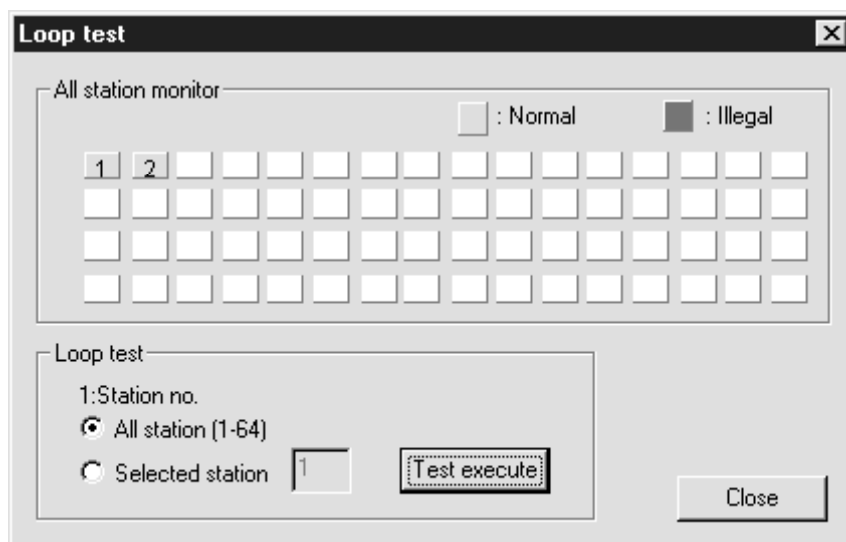 Loop test
All station monitor
: Normal : Illegal
1 2
Loop test
1:Station no.
All station (1-64)
Selected station 1 Test execute
Close